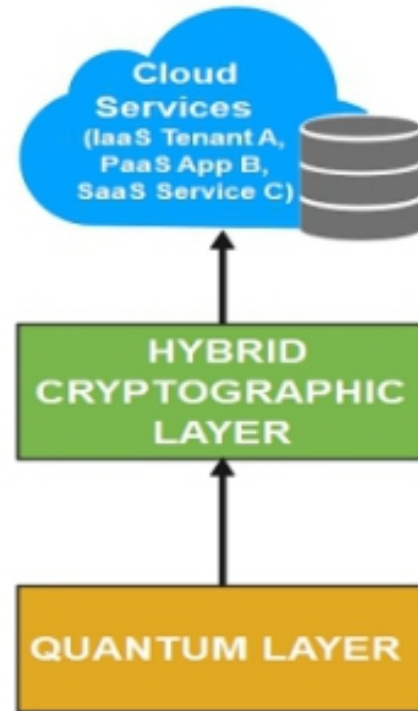 Cloud
Services
(IaaS Tenant A,
PaaS App B,
SaaS Service C)
HYBRID
CRYPTOGRAPHIC
LAYER
QUANTUM LAYER